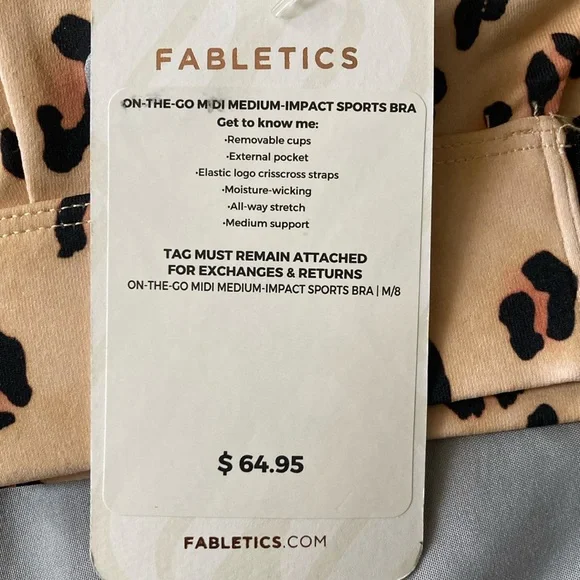 FABLETICS
ON-THE-GO MIDI MEDIUM-IMPACT SPORTS BRA
Get to know me:
•Removable cups
•External pocket
•Elastic logo crisscross straps
•Moisture-wicking
•All-way stretch
•Medium support
TAG MUST REMAIN ATTACHED
FOR EXCHANGES & RETURNS
ON-THE-GO MIDI MEDIUM-IMPACT SPORTS BRA | M/8
$ 64.95
FABLETICS.COM